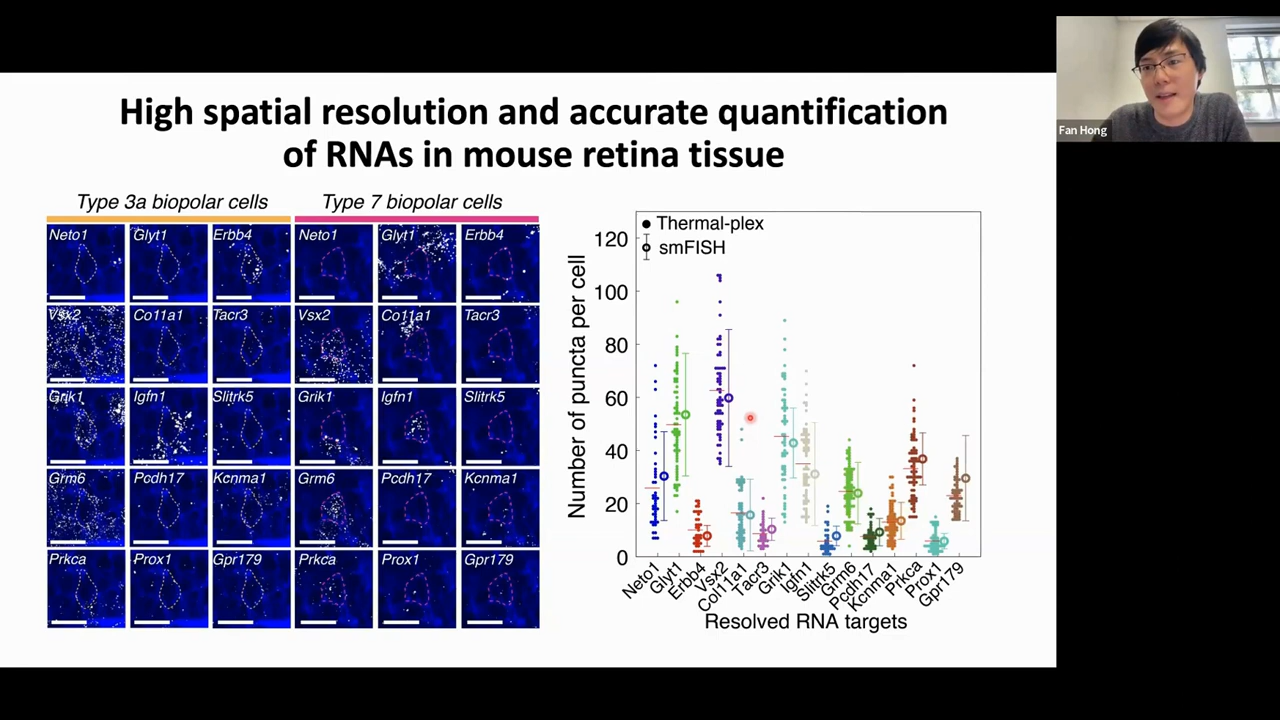 High spatial resolution and accurate quantification
of RNAs in mouse retina tissue
Type 3a biopolar cells
Type 7 biopolar cells
Neto1 Glyt1 Erbb4 Neto1 Glyt1 Erbb4
Vsx2 Co11a1 Tacr3 Vsx2 Co11a1 Tacr3
Grik1 Igfn1 Slitrk5 Grik1 Igfn1 Slitrk5
Grm6 Pcdh17 Kcnma1 Grm6 Pcdh17 Kcnma1
Prkca Prox1 Gpr179 Prkca Prox1 Gpr179
Thermal-plex
smFISH
Number of puncta per cell
120
100
80
60
40
20
0
Neto1 Glyt1 Erbb4 Vsx2 Col11a1 Tacr3 Grik1 Igfn1 Slitrk5 Grm6 Pcdh17 Kcnma1 Prkca Prox1 Gpr179
Resolved RNA targets
Fan Hong